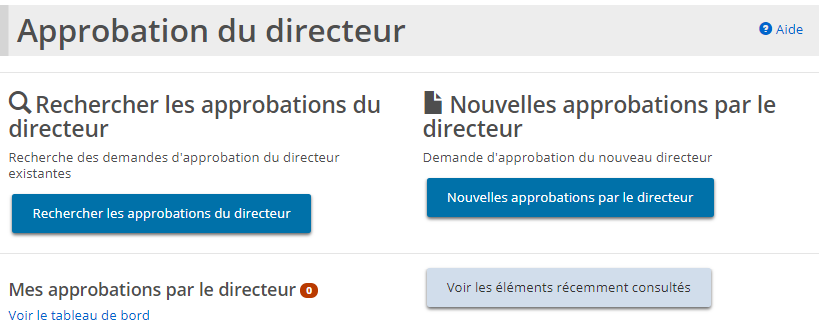 Approbation du directeur
Aide
Rechercher les approbations du
directeur
Recherche des demandes d'approbation du directeur
existantes
Rechercher les approbations du directeur
Nouvelles approbations par le
directeur
Demande d'approbation du nouveau directeur
Nouvelles approbations par le directeur
Mes approbations par le directeur 0
Voir le tableau de bord
Voir les éléments récemment consultés